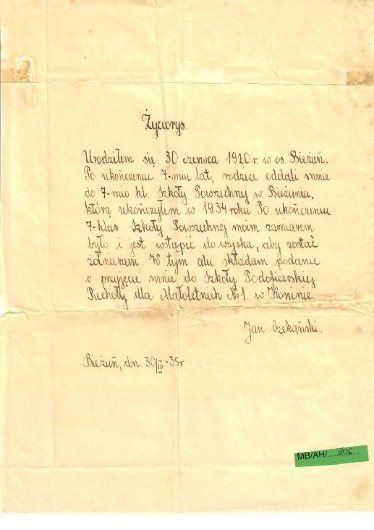 Życiorys.
Urodziłem się 30 czerwca 1920 r. w os. Bieżuń.
Po ukończeniu 7-miu lat, rodzice oddali mnie
do 7-mio kl. Szkoły Powszechnej w Bieżuniu,
którą ukończyłem w 1934 roku. Po ukończeniu
7-klas Szkoły Powszechnej moim zamiarem
było i jest wstąpić do wojska, aby zostać
żołnierzem. W tym celu składam podanie
o przyjęcie mnie do Szkoły Podoficerskiej
Piechoty dla Małoletnich Nr 1. w Koninie.
Jan
Bieżuń, dn. 30/IV-35r
MB/AH/